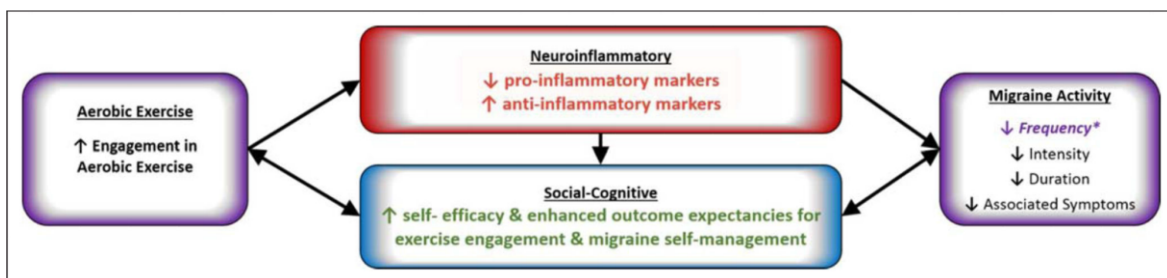 Aerobic Exercise
↑ Engagement in
Aerobic Exercise
Neuroinflammatory
↓ pro-inflammatory markers
↑ anti-inflammatory markers
Social-Cognitive
↑ self- efficacy & enhanced outcome expectancies for
exercise engagement & migraine self-management
Migraine Activity
↓ Frequency*
↓ Intensity
↓ Duration
↓ Associated Symptoms